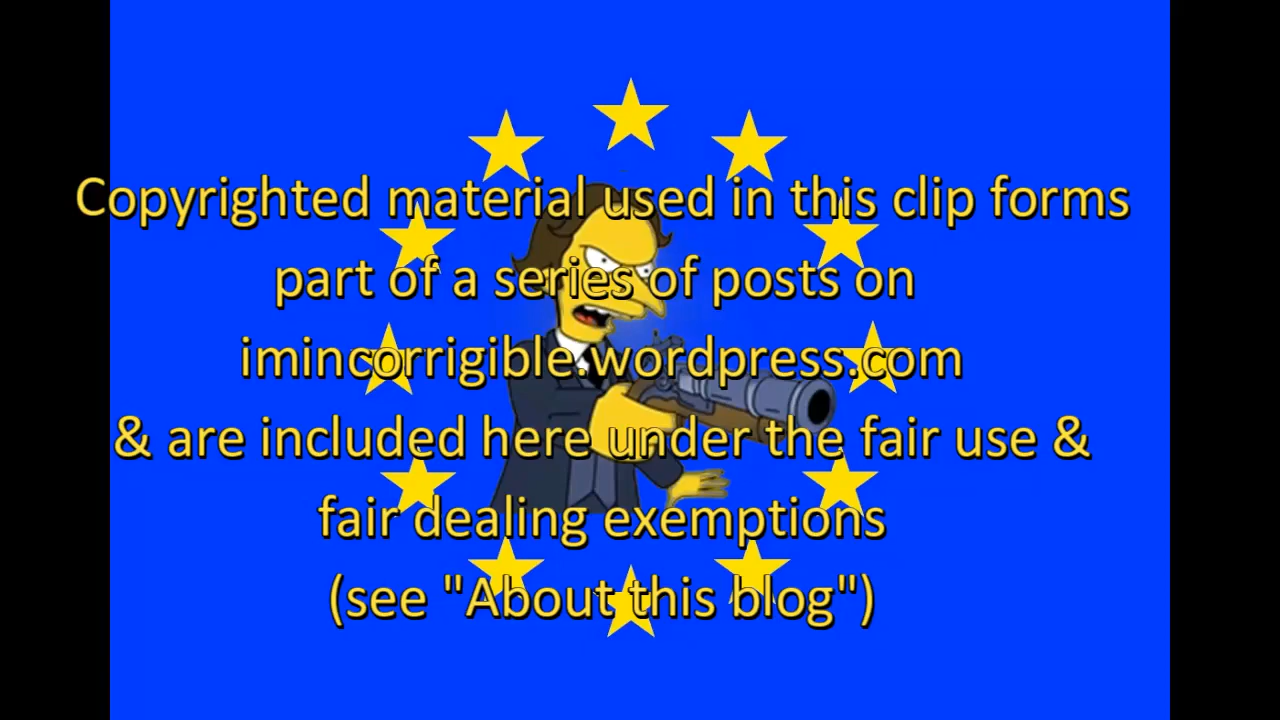 Copyrighted material used in this clip forms
part of a series of posts on
imincorrigible.wordpress.com
& are included here under the fair use &
fair dealing exemptions
(see "About this blog")